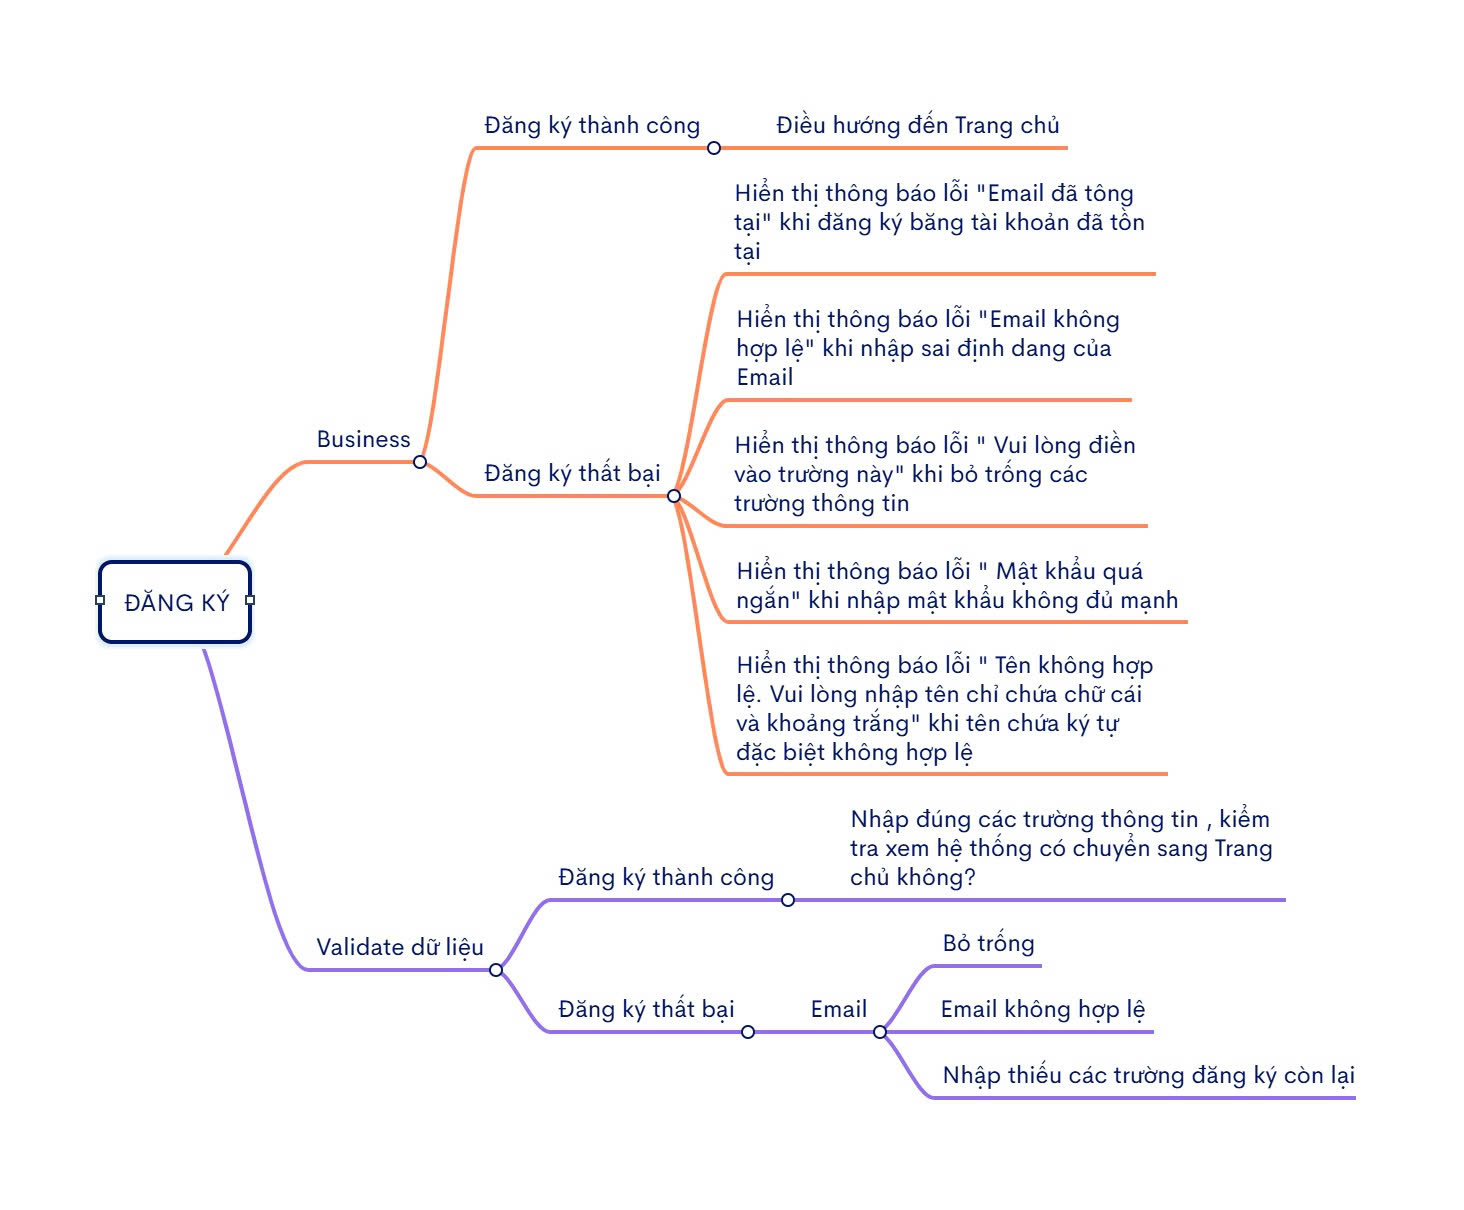 Đăng ký thành công
Điều hướng đến Trang chủ
Hiển thị thông báo lỗi "Email đã tông
tại" khi đăng ký băng tài khoản đã tồn
tại
Hiển thị thông báo lỗi "Email không
hợp lệ" khi nhập sai định dang của
Email
Business
Đăng ký thất bại
Hiển thị thông báo lỗi " Vui lòng điền
vào trường này" khi bỏ trống các
trường thông tin
Hiển thị thông báo lỗi " Mật khẩu quá
ngắn" khi nhập mật khẩu không đủ mạnh
ĐĂNG KÝ
Hiển thị thông báo lỗi " Tên không hợp
lệ. Vui lòng nhập tên chỉ chứa chữ cái
và khoảng trắng" khi tên chứa ký tự
đặc biệt không hợp lệ
Nhập đúng các trường thông tin , kiểm
tra xem hệ thống có chuyển sang Trang
chủ không?
Đăng ký thành công
Validate dữ liệu
Đăng ký thất bại
Email
Bỏ trống
Email không hợp lệ
Nhập thiếu các trường đăng ký còn lại